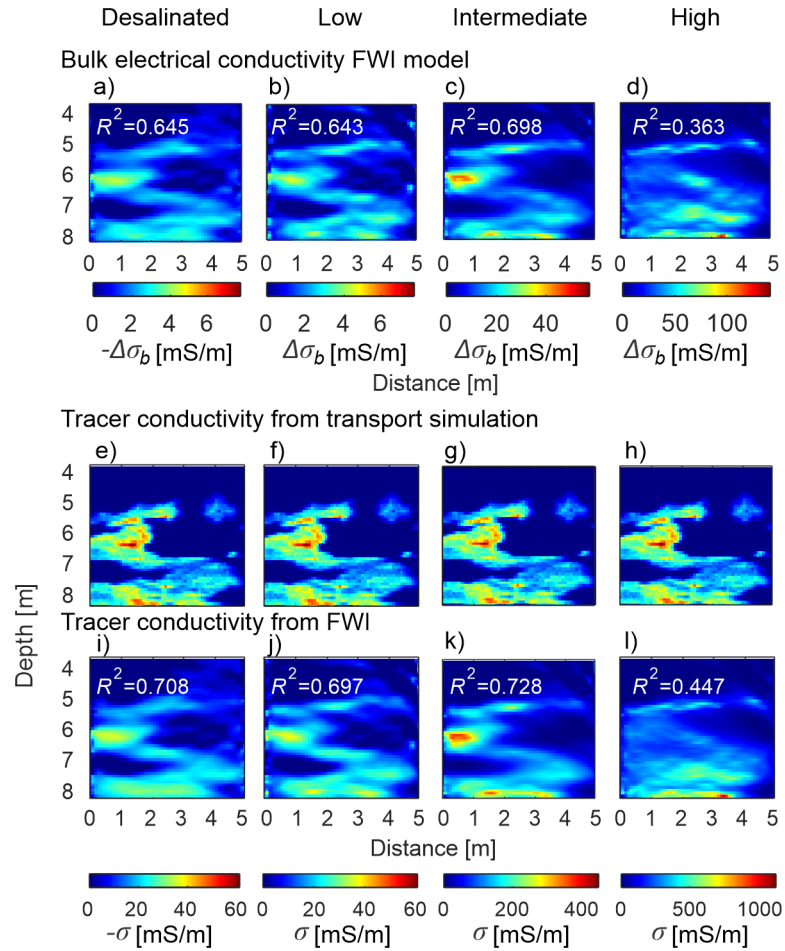 Desalinated Low Intermediate High
Bulk electrical conductivity FWI model
a) b) c) d)
R²=0.645 R²=0.643 R²=0.698 R²=0.363
4
5
6
7
8
0 1 2 3 4 5 0 1 2 3 4 5 0 1 2 3 4 5 0 1 2 3 4 5
0 2 4 6 0 2 4 6 0 20 40 0 50 100
-Δσb [mS/m] Δσb [mS/m] Δσb [mS/m] Δσb [mS/m]
Distance [m]
Tracer conductivity from transport simulation
e) f) g) h)
4
5
6
7
8
Depth [m]
Tracer conductivity from FWI
i) j) k) l)
R²=0.708 R²=0.697 R²=0.728 R²=0.447
4
5
6
7
8
0 1 2 3 4 5 0 1 2 3 4 5 0 1 2 3 4 5 0 1 2 3 4 5
Distance [m]
0 20 40 60 0 20 40 60 0 200 400 0 500 1000
-σ [mS/m] σ [mS/m] σ [mS/m] σ [mS/m]